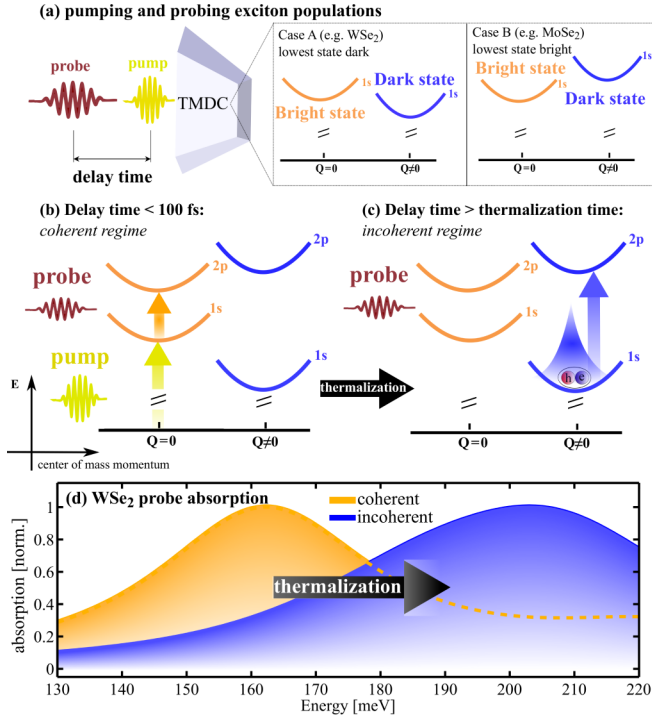 (a) pumping and probing exciton populations
probe
pump
TMDC
delay time
Case A (e.g. WSe₂)
lowest state dark
Dark state
1s
Bright state
1s
Q=0
Q≠0
Case B (e.g. MoSe₂)
lowest state bright
1s
Bright state
1s
Dark state
Q=0
Q≠0
(b) Delay time < 100 fs:
coherent regime
2p
2p
probe
1s
pump
1s
E
Q=0
Q≠0
center of mass momentum
thermalization
(c) Delay time > thermalization time:
incoherent regime
2p
2p
probe
1s
1s
h e
Q=0
Q≠0
(d) WSe₂ probe absorption
coherent
incoherent
thermalization
absorption [norm.]
1
0.8
0.6
0.4
0.2
0
130 140 150 160 170 180 190 200 210 220
Energy [meV]